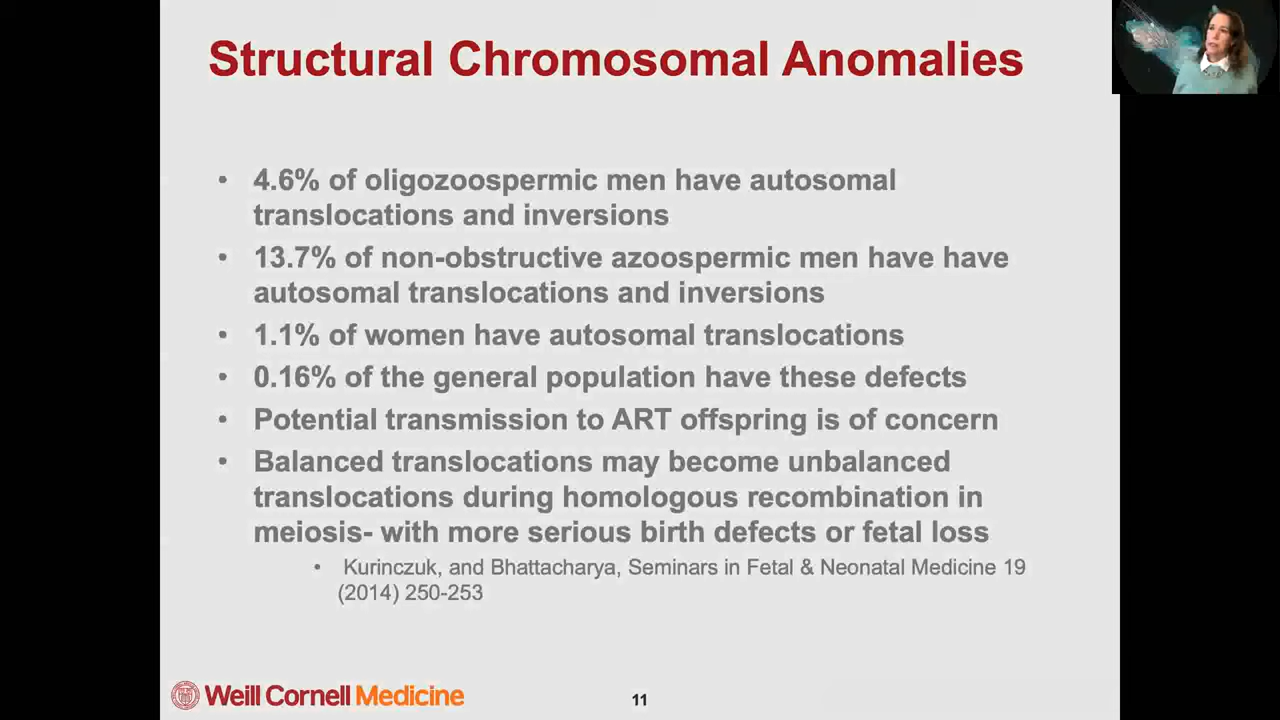 Structural Chromosomal Anomalies
• 4.6% of oligozoospermic men have autosomal
translocations and inversions
• 13.7% of non-obstructive azoospermic men have have
autosomal translocations and inversions
• 1.1% of women have autosomal translocations
• 0.16% of the general population have these defects
• Potential transmission to ART offspring is of concern
• Balanced translocations may become unbalanced
translocations during homologous recombination in
meiosis- with more serious birth defects or fetal loss
• Kurinczuk, and Bhattacharya, Seminars in Fetal & Neonatal Medicine 19
(2014) 250-253
Weill Cornell Medicine
11